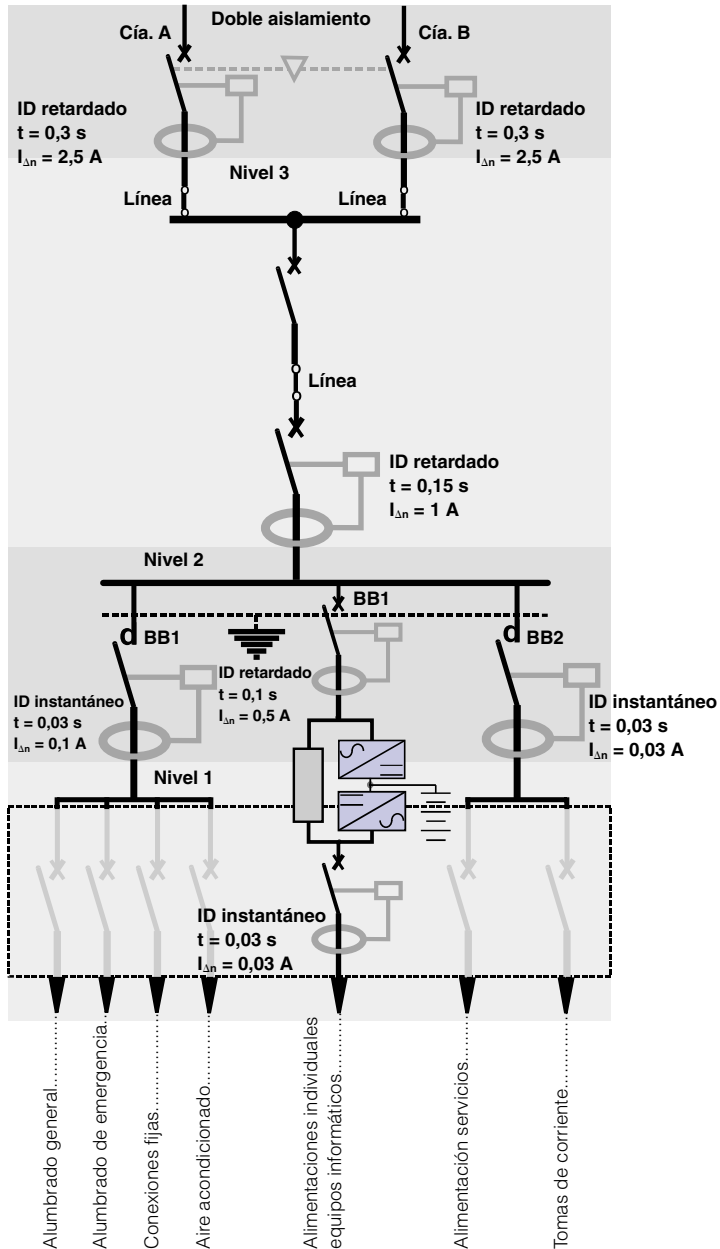 Doble aislamiento
Cía. A
Cía. B
ID retardado
t = 0,3 s
IΔn = 2,5 A
ID retardado
t = 0,3 s
IΔn = 2,5 A
Nivel 3
Línea
Línea
Línea
ID retardado
t = 0,15 s
IΔn = 1 A
Nivel 2
BB1
BB1
BB2
ID retardado
t = 0,1 s
IΔn = 0,5 A
ID instantáneo
t = 0,03 s
IΔn = 0,1 A
ID instantáneo
t = 0,03 s
IΔn = 0,03 A
Nivel 1
ID instantáneo
t = 0,03 s
IΔn = 0,03 A
Alumbrado general
Alumbrado de emergencia
Conexiones fijas
Aire acondicionado
Alimentaciones individuales
equipos informáticos
Alimentación servicios
Tomas de corriente